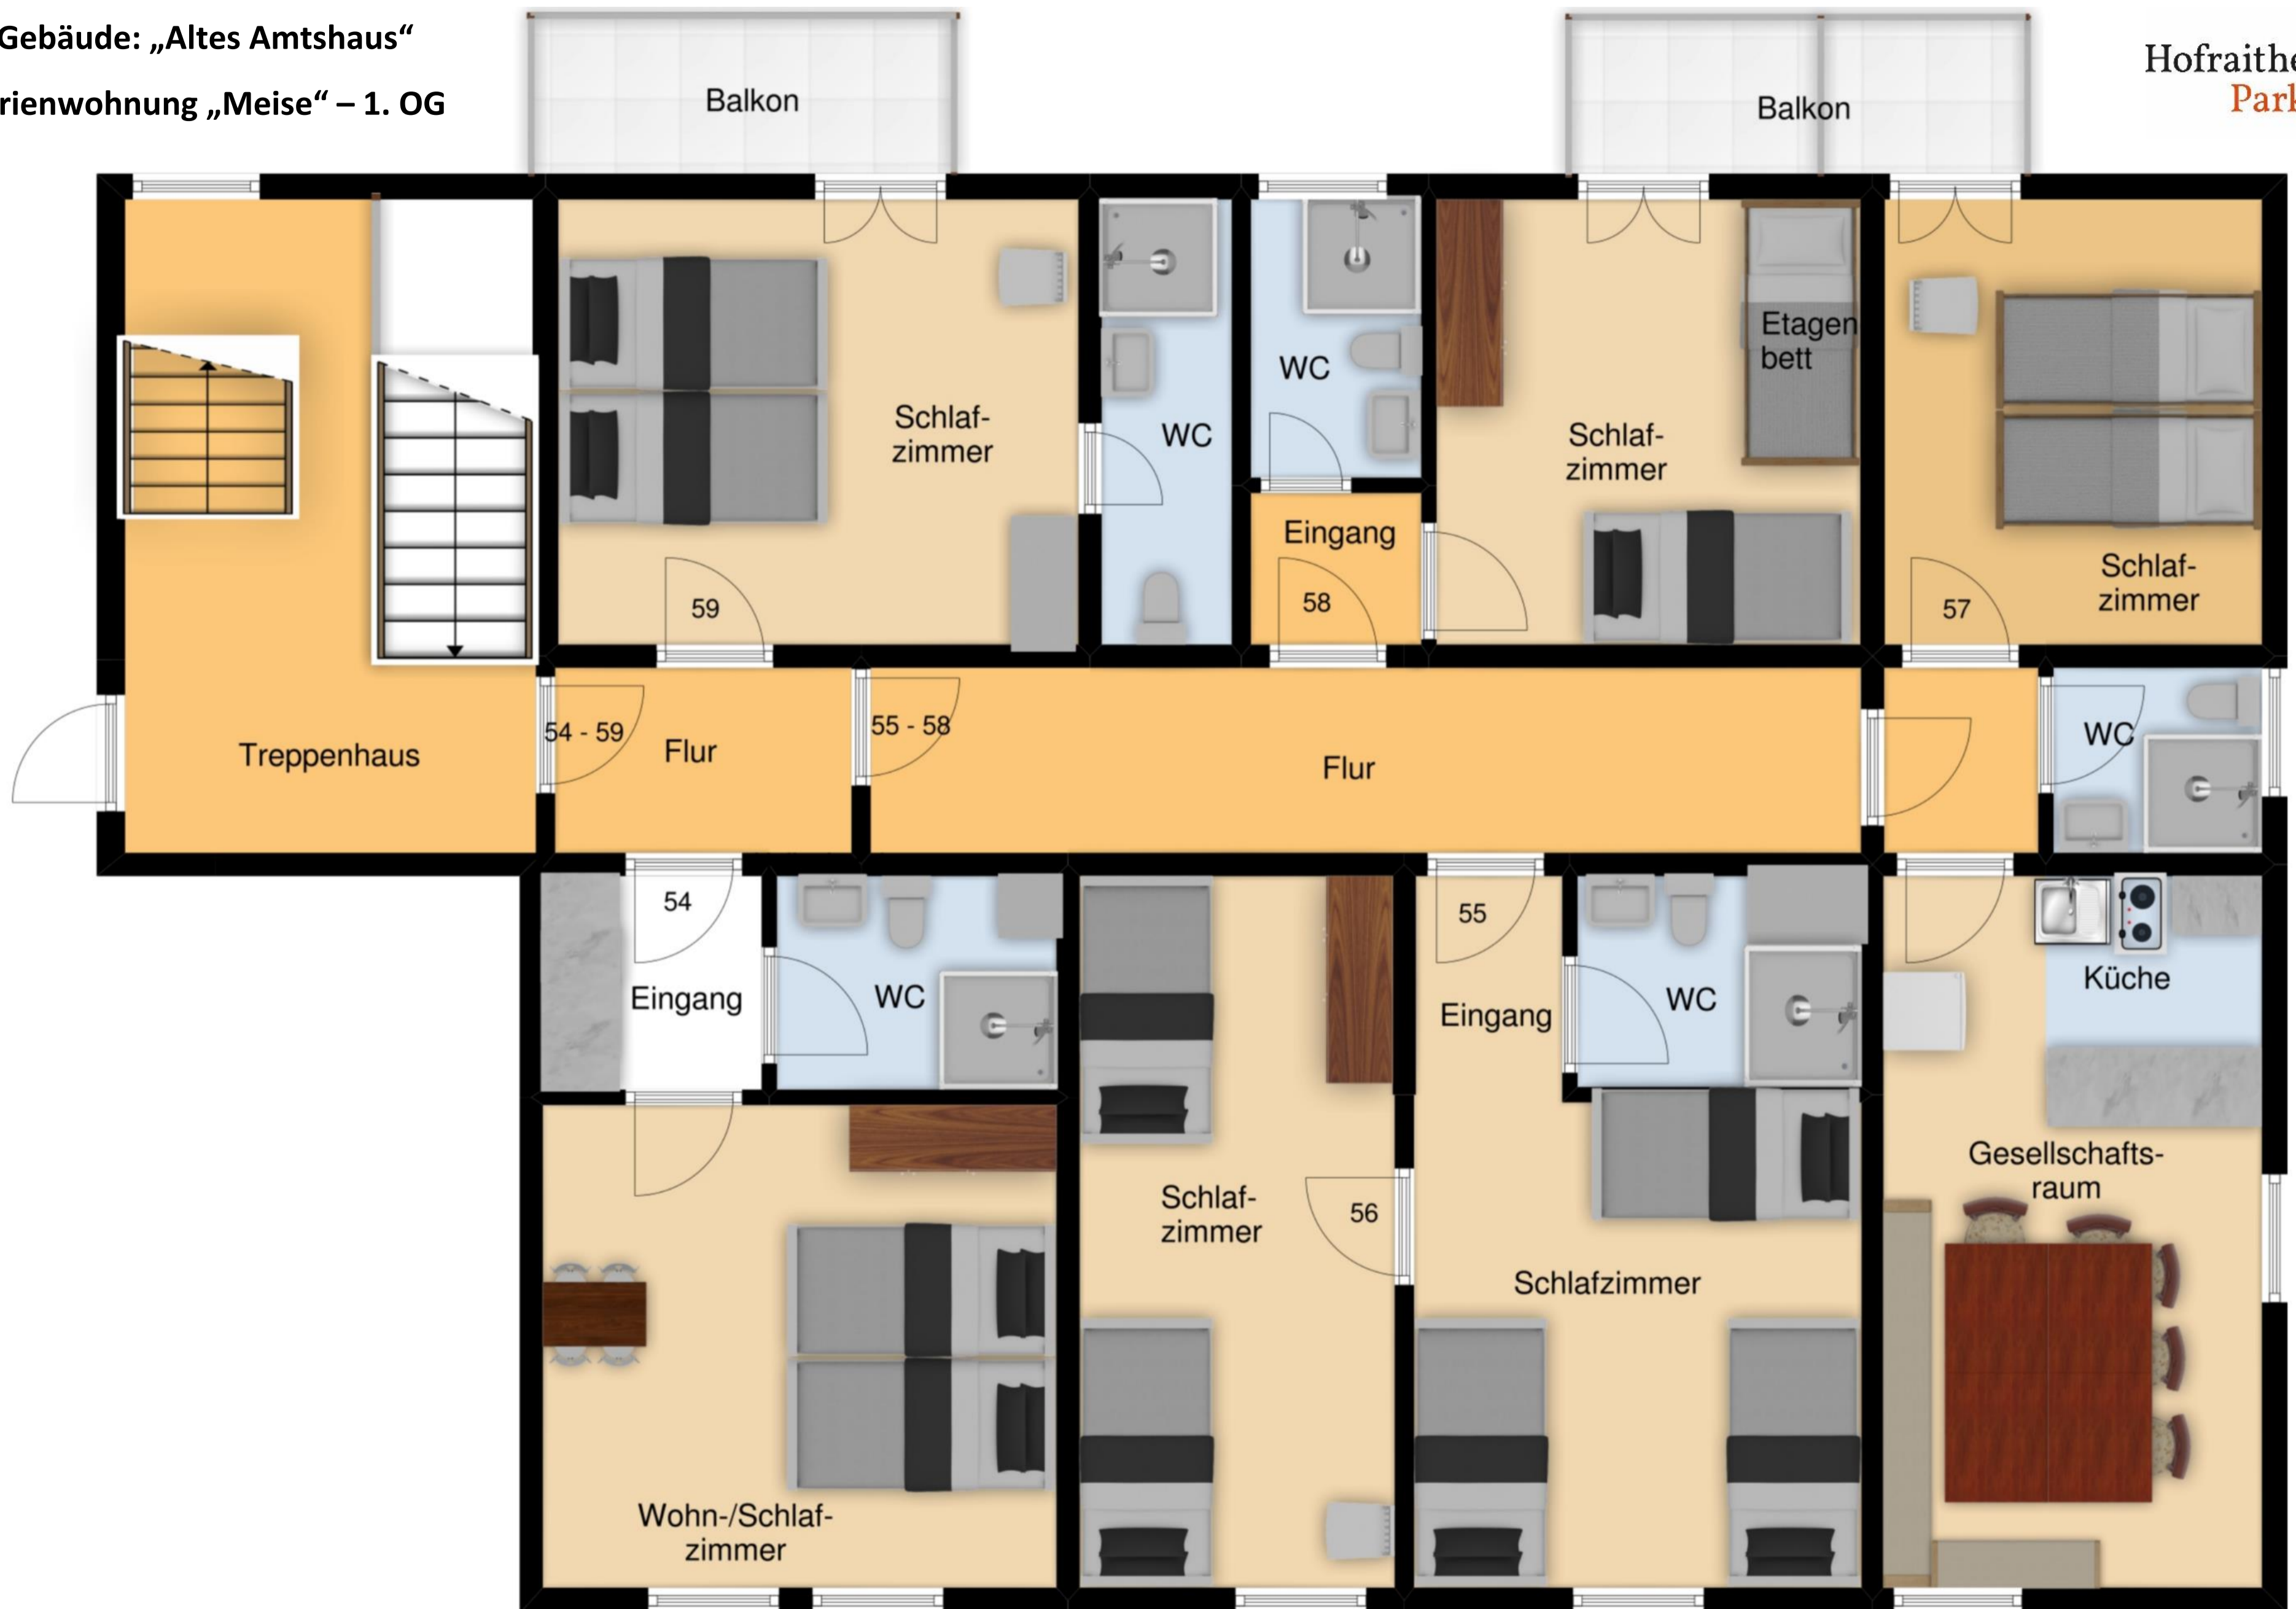 Gebäude: „Altes Amtshaus“
rienwohnung „Meise“ – 1. OG
Hofraithe
Park
Balkon
Balkon
Schlaf-
zimmer
59
WC
WC
Eingang
58
Schlaf-
zimmer
Etagen
bett
Schlaf-
zimmer
57
Treppenhaus
54 - 59
Flur
55 - 58
Flur
WC
54
Eingang
WC
Wohn-/Schlaf-
zimmer
Schlaf-
zimmer
56
55
Eingang
WC
Schlafzimmer
Küche
Gesellschafts-
raum